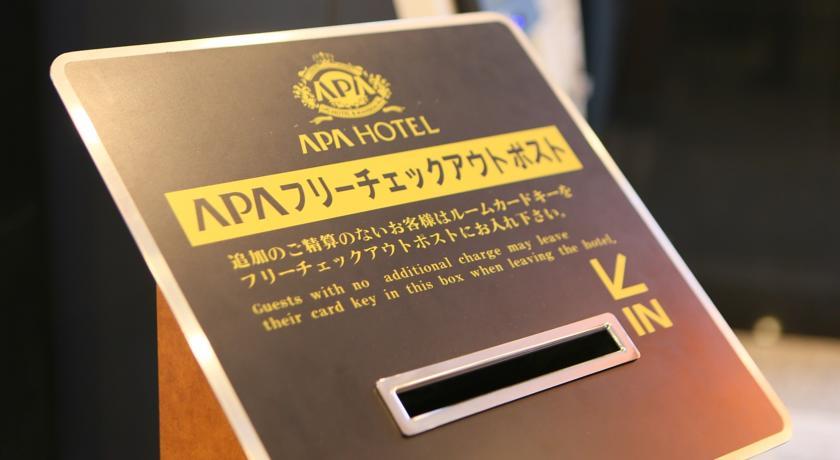 APA
APA HOTEL
APAフリーチェックアウトポスト
追加のご精算のないお客様はルームカードキーを
フリーチェックアウトポストにお入れ下さい。
Guests with no additional charge may leave
their card key in this box when leaving the hotel.
IN